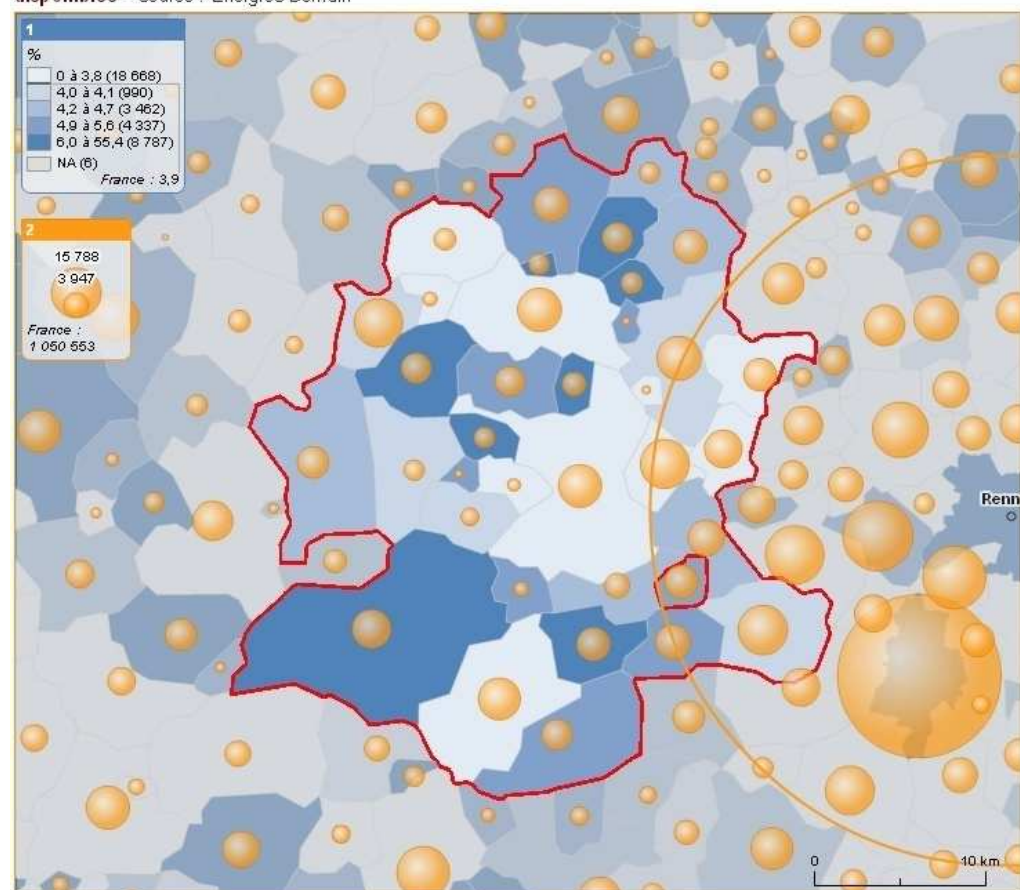 Source : Energies Demain
1
%
0 à 3,8 (18 668)
4,0 à 4,1 (990)
4,2 à 4,7 (3 462)
4,9 à 5,6 (4 337)
6,0 à 55,4 (8 787)
NA (6)
France : 3,9
2
15 788
3 947
France :
1 050 553
Renn
0
10 km